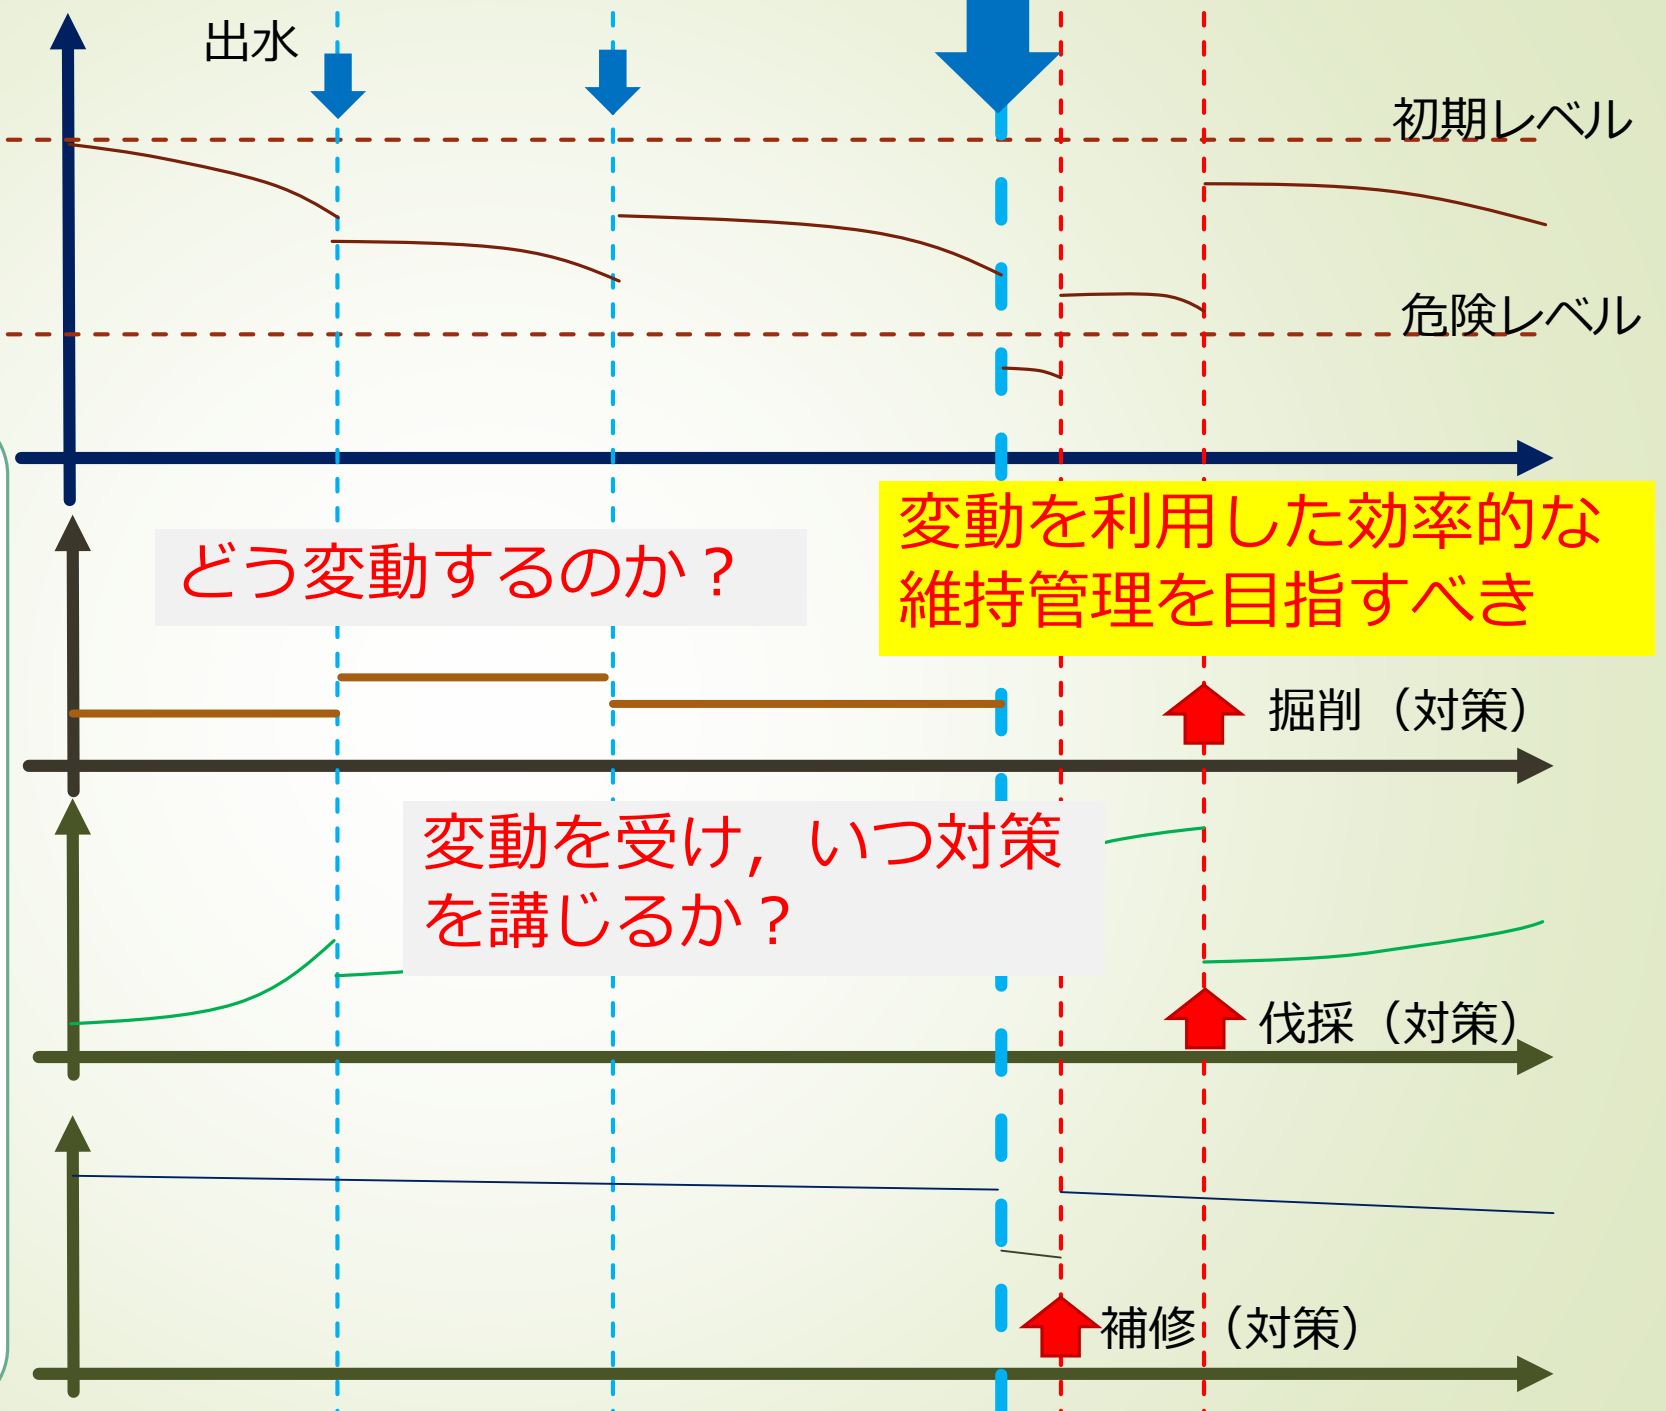 出水
初期レベル
危険レベル
変動を利用した効率的な
維持管理を目指すべき
どう変動するのか？
掘削（対策）
変動を受け，いつ対策
を講じるか？
伐採（対策）
補修（対策）